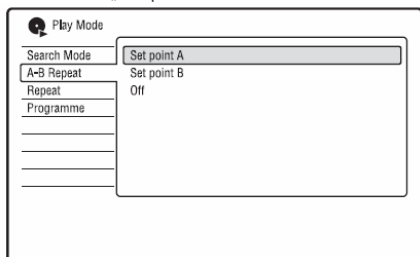 Play Mode
Search Mode
A-B Repeat
Repeat
Programme
Set point A
Set point B
Off